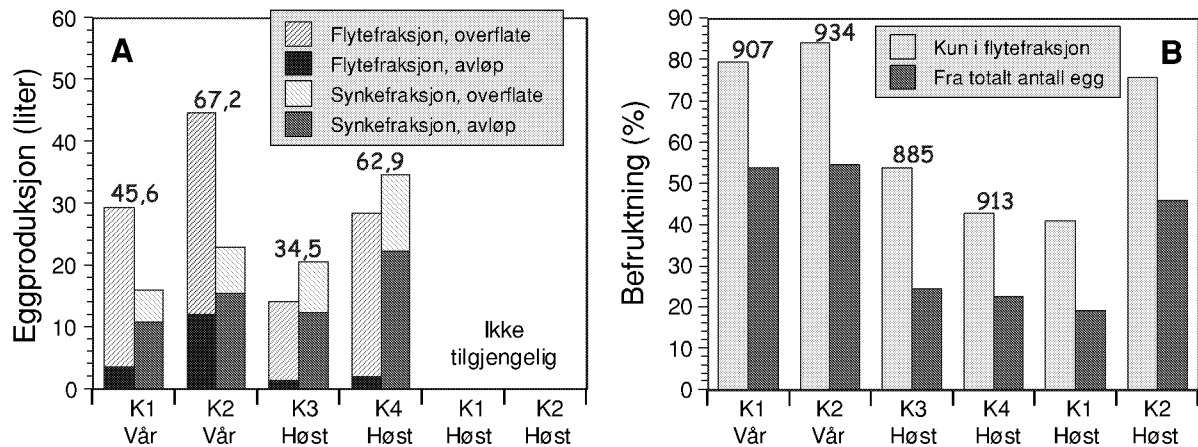 A
Eggproduksjon (liter)
60
50
40
30
20
10
0
Flytefraksjon, overflate
Flytefraksjon, avløp
Synkefraksjon, overflate
Synkefraksjon, avløp
45,6
67,2
34,5
62,9
Ikke
tilgjengelig
K1 K2 K3 K4 K1 K2
Vår Vår Høst Høst Høst Høst
B
Befruktning (%)
90
80
70
60
50
40
30
20
10
0
Kun i flytefraksjon
Fra totalt antall egg
907
934
885
913
K1 K2 K3 K4 K1 K2
Vår Vår Høst Høst Høst Høst